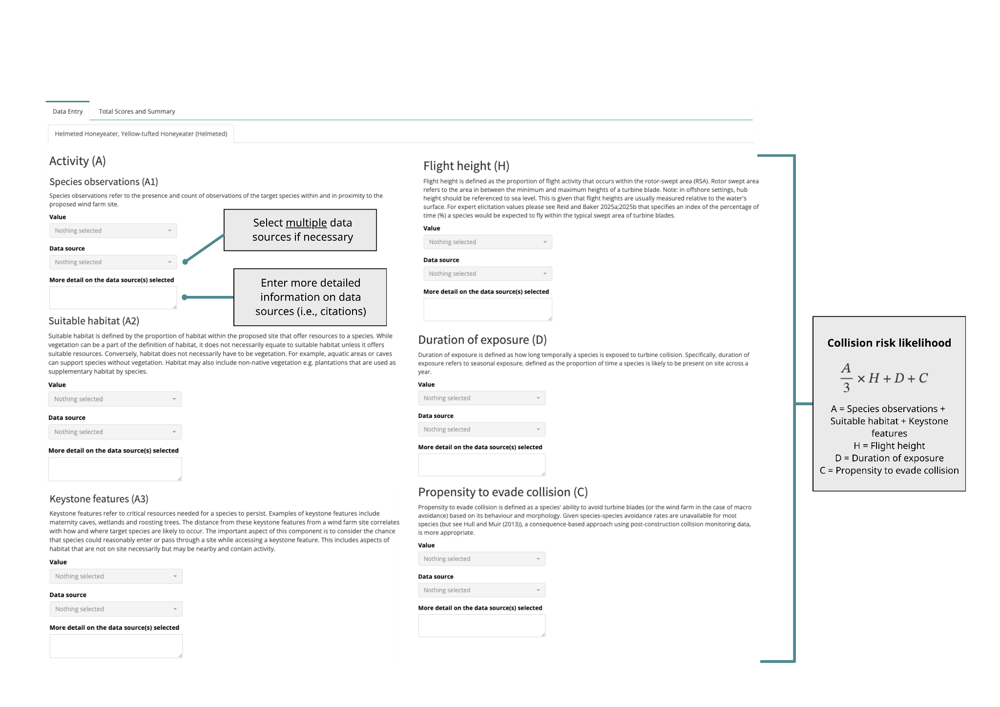 Data Entry
Total Scores and Summary
Helmeted Honeyeater, Yellow-tufted Honeyeater (Helmeted)
Activity (A)
Species observations (A1)
Species observations refer to the presence and count of observations of the target species within and in proximity to the
proposed wind farm site.
Value
Nothing selected
Data source
Nothing selected
More detail on the data source(s) selected
Select multiple data
sources if necessary
Enter more detailed
information on data
sources (i.e., citations)
Suitable habitat (A2)
Suitable habitat is defined by the proportion of habitat within the proposed site that offer resources to a species. While
vegetation can be a part of the definition of habitat, it does not necessarily equate to suitable habitat unless it offers
suitable resources. Conversely, habitat does not necessarily have to be vegetation. For example, aquatic areas or caves
can support species without vegetation. Habitat may also include non-native vegetation e.g. plantations that are used as
supplementary habitat by species.
Value
Nothing selected
Data source
Nothing selected
More detail on the data source(s) selected
Keystone features (A3)
Keystone features refer to critical resources needed for a species to persist. Examples of keystone features include
maternity caves, wetlands and roosting trees. The distance from these keystone features from a wind farm site correlates
with how and where target species are likely to occur. The important aspect of this component is to consider the chance
that species could reasonably enter or pass through a site while accessing a keystone feature. This includes aspects of
habitat that are not on site necessarily but may be nearby and contain activity.
Value
Nothing selected
Data source
Nothing selected
More detail on the data source(s) selected
Flight height (H)
Flight height is defined as the proportion of flight activity that occurs within the rotor-swept area (RSA). Rotor swept area
refers to the area in between the minimum and maximum heights of a turbine blade. Note: in offshore settings, hub
height should be referenced to sea level. This is given that flight heights are usually measured relative to the water's
surface. For expert elicitation values please see Reid and Baker 2025a;2025b that specifies an index of the percentage of
time (%) a species would be expected to fly within the typical swept area of turbine blades.
Value
Nothing selected
Data source
Nothing selected
More detail on the data source(s) selected
Duration of exposure (D)
Duration of exposure is defined as how long temporally a species is exposed to turbine collision. Specifically, duration of
exposure refers to seasonal exposure, defined as the proportion of time a species is likely to be present on site across a
year.
Value
Nothing selected
Data source
Nothing selected
More detail on the data source(s) selected
Propensity to evade collision (C)
Propensity to evade collision is defined as a species' ability to avoid turbine blades (or the wind farm in the case of macro
avoidance) based on its behaviour and morphology. Given species-species avoidance rates are unavailable for most
species (but see Hull and Muir (2013)), a consequence-based approach using post-construction collision monitoring data,
is more appropriate.
Value
Nothing selected
Data source
Nothing selected
More detail on the data source(s) selected
Collision risk likelihood
A
3
× H + D + C
A = Species observations +
Suitable habitat + Keystone
features
H = Flight height
D = Duration of exposure
C = Propensity to evade collision